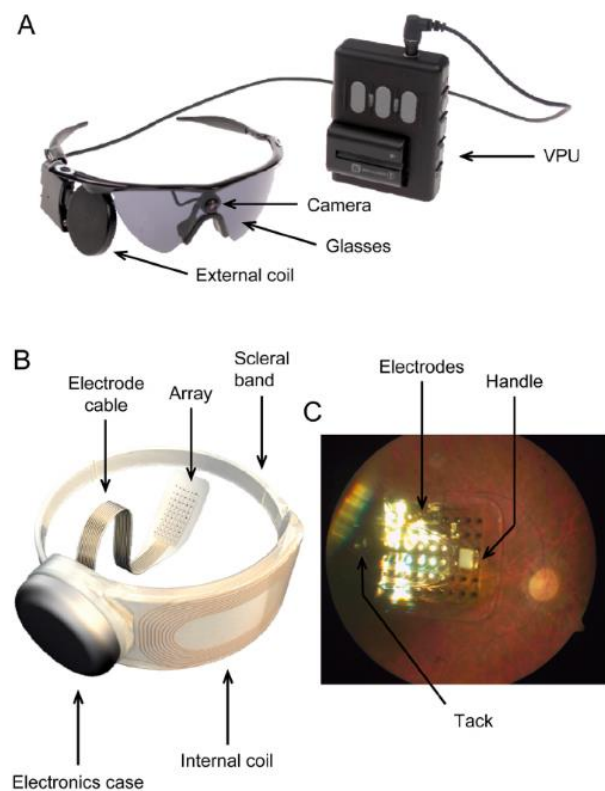 A
VPU
Camera
Glasses
External coil
B
Scleral
band
Electrode
cable
Array
Electrodes
Handle
C
Tack
Internal coil
Electronics case